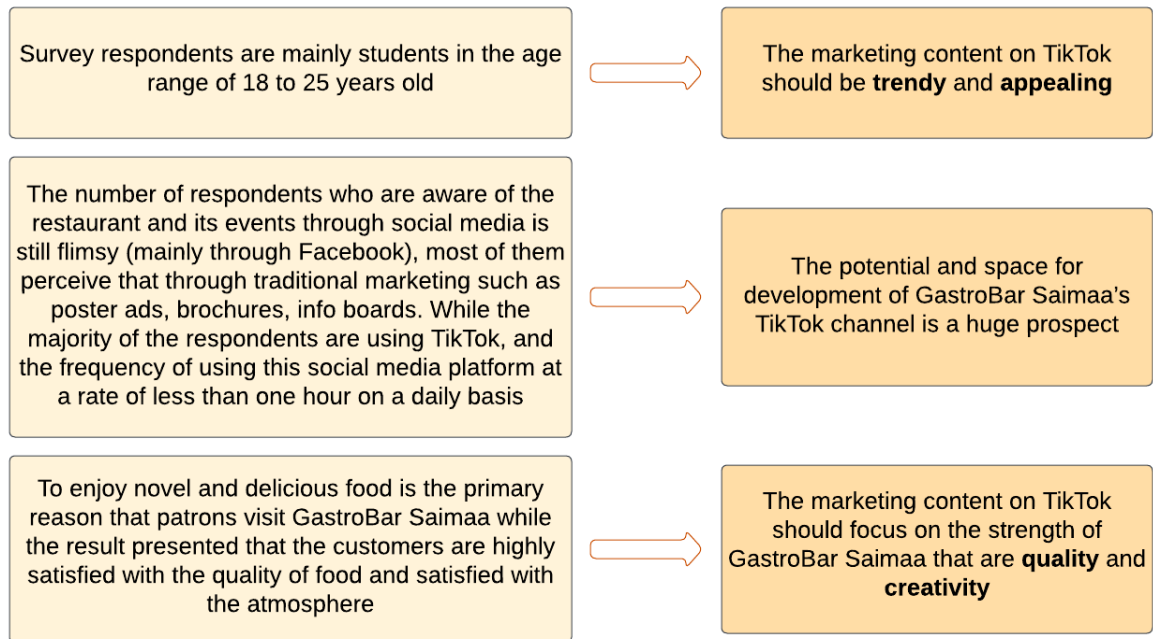 Survey respondents are mainly students in the age
range of 18 to 25 years old
The marketing content on TikTok
should be trendy and appealing
The number of respondents who are aware of the
restaurant and its events through social media is
still flimsy (mainly through Facebook), most of them
perceive that through traditional marketing such as
poster ads, brochures, info boards. While the
majority of the respondents are using TikTok, and
the frequency of using this social media platform at
a rate of less than one hour on a daily basis
The potential and space for
development of GastroBar Saimaa’s
TikTok channel is a huge prospect
To enjoy novel and delicious food is the primary
reason that patrons visit GastroBar Saimaa while
the result presented that the customers are highly
satisfied with the quality of food and satisfied with
the atmosphere
The marketing content on TikTok
should focus on the strength of
GastroBar Saimaa that are quality and
creativity